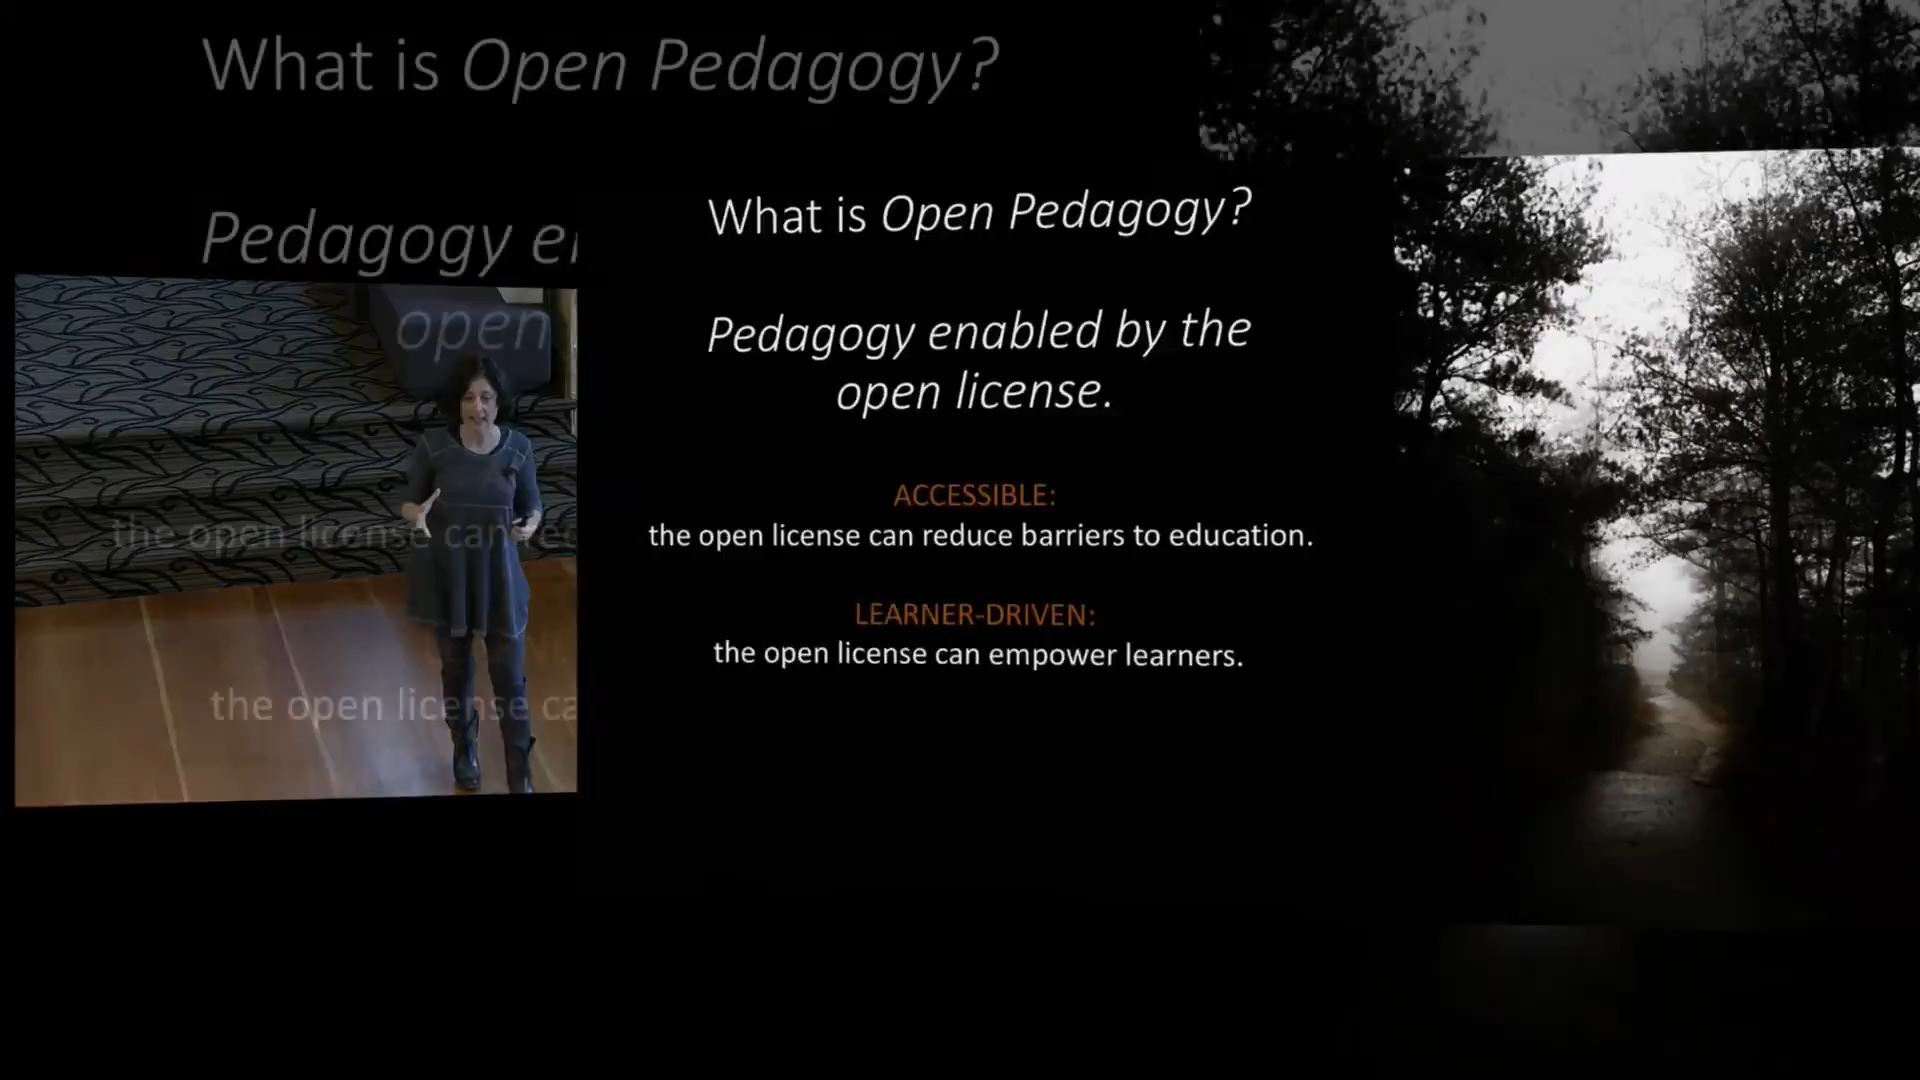 What is Open Pedagogy?
Pedagogy
open
the open license can
the open license
What is Open Pedagogy?
Pedagogy enabled by the
open license.
ACCESSIBLE:
the open license can reduce barriers to education.
LEARNER-DRIVEN:
the open license can empower learners.